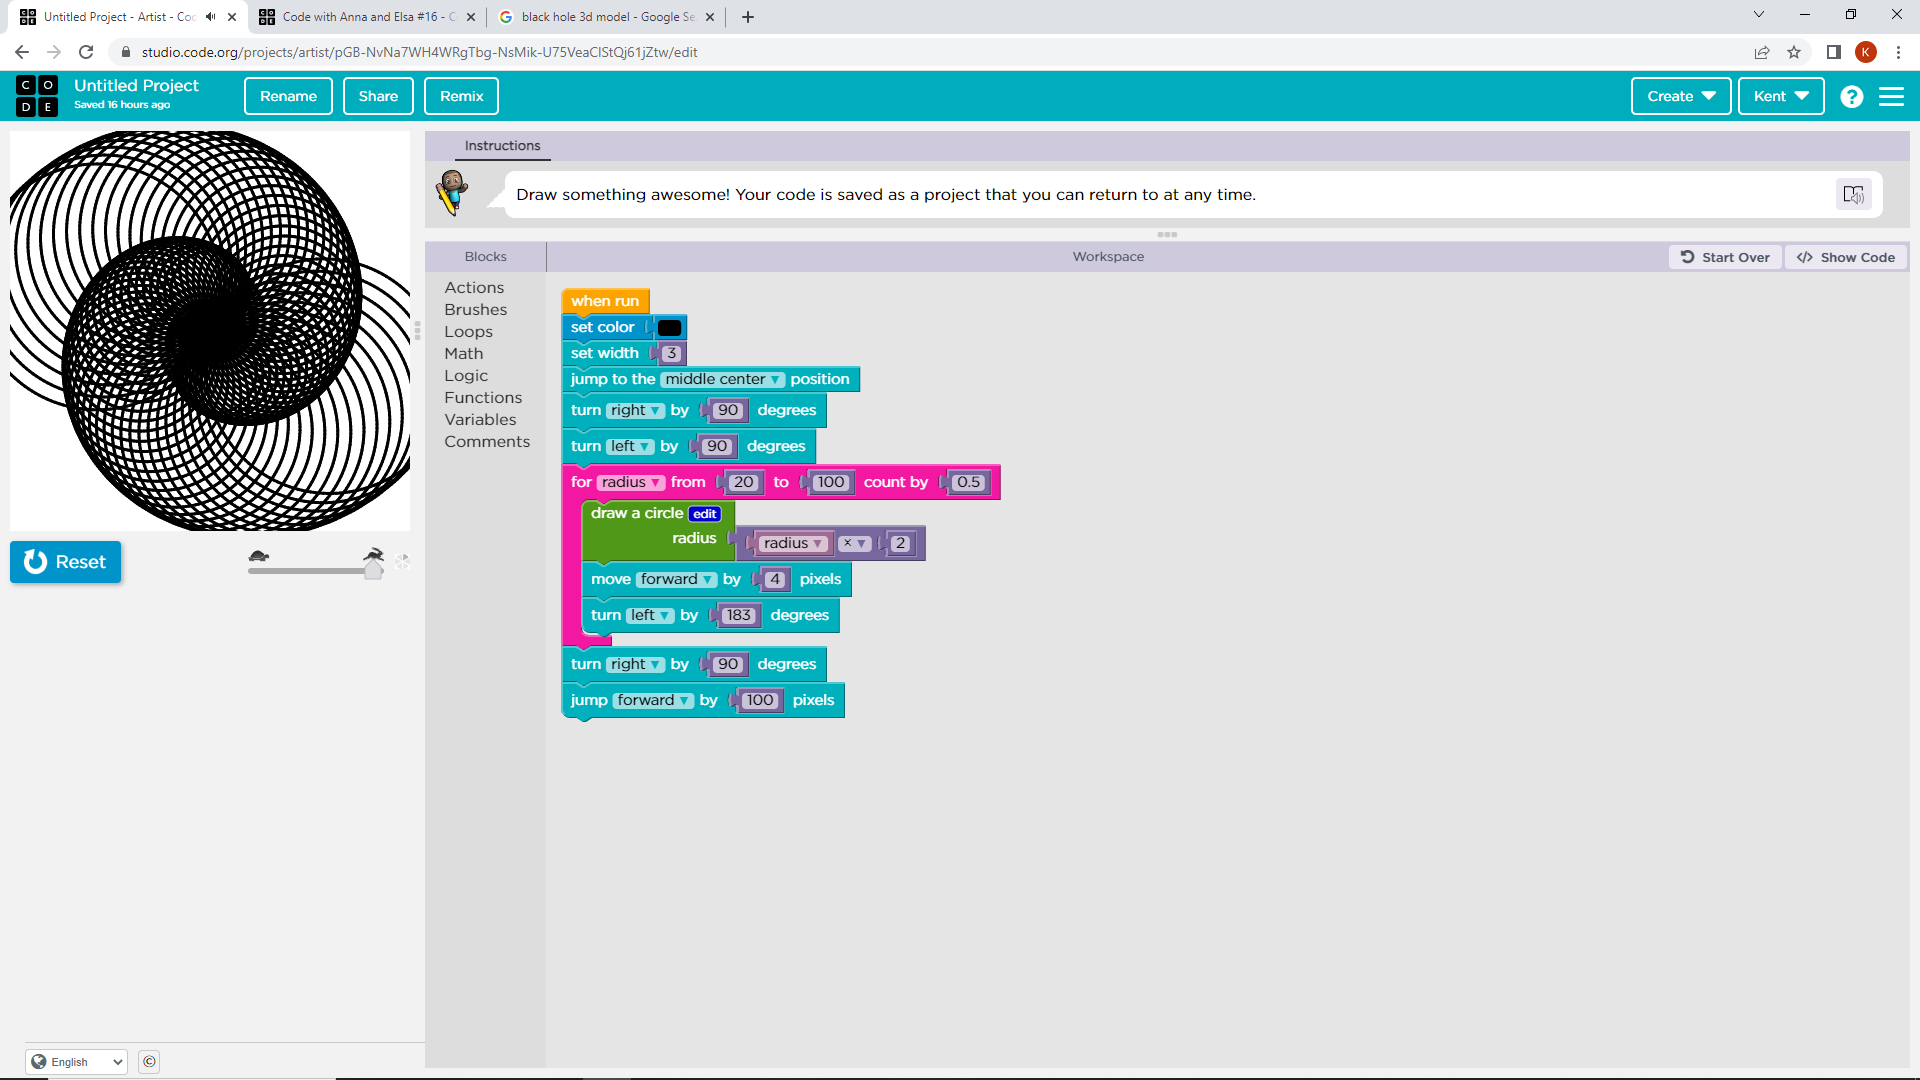 Untitled Project - Artist - Co
Code with Anna and Elsa #16 - C
black hole 3d model - Google Se
studio.code.org/projects/artist/pGB-NvNa7WH4WRgTbg-NsMik-U75VeaClStQj61jZtw/edit
K
C O
D E
Untitled Project
Saved 16 hours ago
Rename
Share
Remix
Create
Kent
?
Instructions
Draw something awesome! Your code is saved as a project that you can return to at any time.
Blocks
Workspace
Start Over
</> Show Code
Actions
Brushes
Loops
Math
Logic
Functions
Variables
Comments
when run
set color
set width 3
jump to the middle center position
turn right by 90 degrees
turn left by 90 degrees
for radius from 20 to 100 count by 0.5
draw a circle edit
radius radius × 2
move forward by 4 pixels
turn left by 183 degrees
turn right by 90 degrees
jump forward by 100 pixels
Reset
English
©